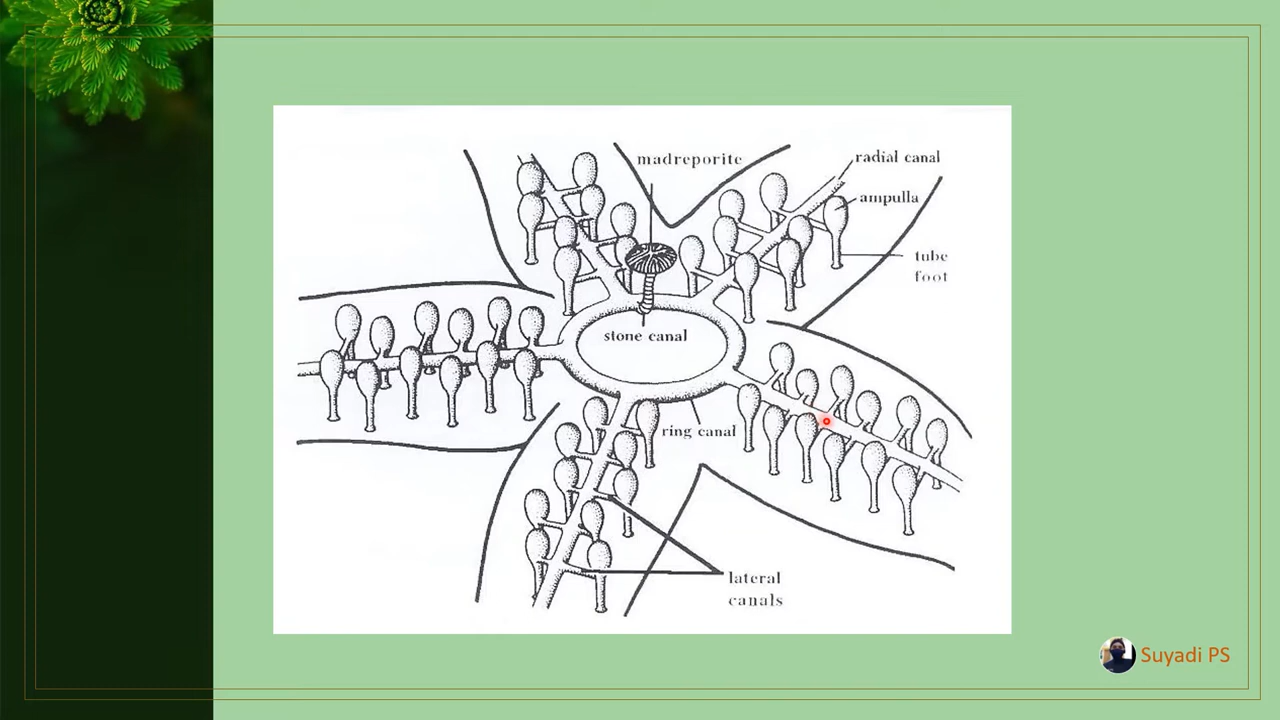 madreporite
radial canal
ampulla
tube
foot
stone canal
ring canal
lateral
canals
Suyadi PS